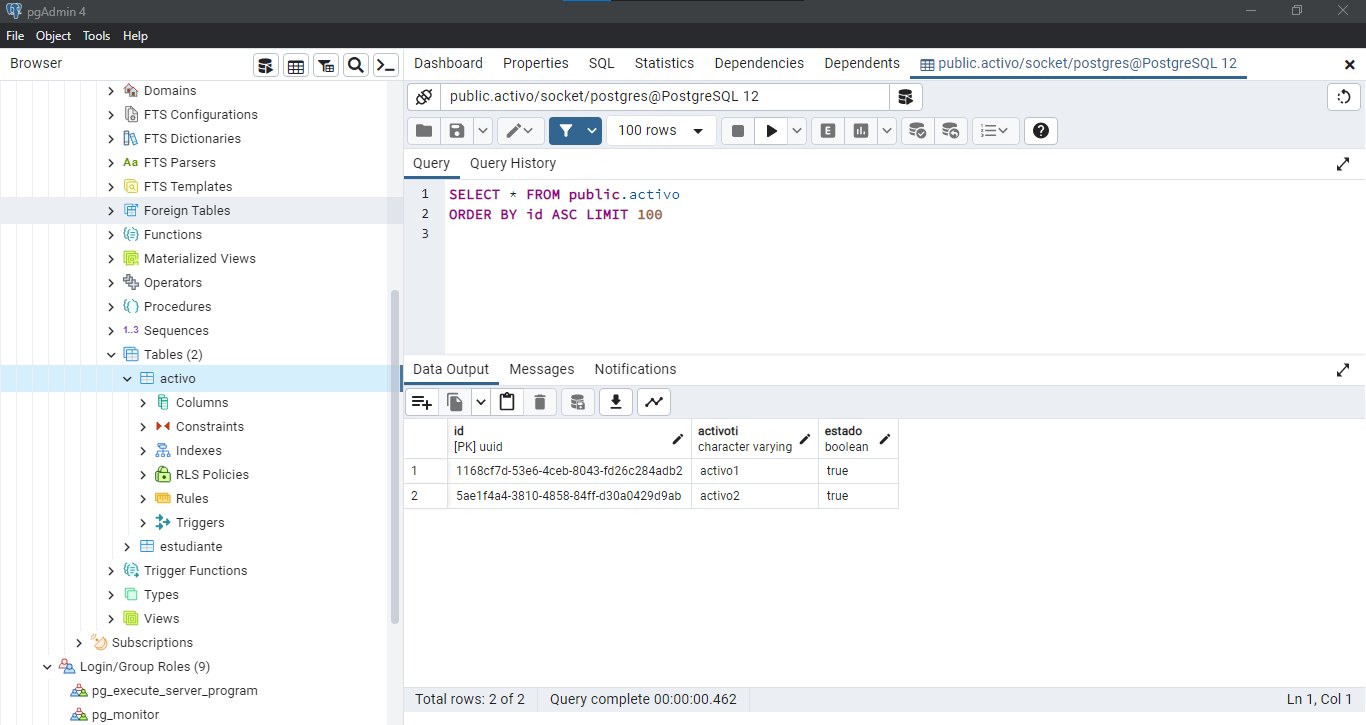 pgAdmin 4
File Object Tools Help
Browser
Domains
FTS Configurations
FTS Dictionaries
Aa FTS Parsers
FTS Templates
Foreign Tables
Functions
Materialized Views
Operators
Procedures
1..3 Sequences
Tables (2)
activo
Columns
Constraints
Indexes
RLS Policies
Rules
Triggers
estudiante
Trigger Functions
Types
Views
Subscriptions
Login/Group Roles (9)
pg_execute_server_program
pg_monitor
Dashboard Properties SQL Statistics Dependencies Dependents public.activo/socket/postgres@PostgreSQL 12
public.activo/socket/postgres@PostgreSQL 12
100 rows E
Query Query History
1 SELECT * FROM public.activo
2 ORDER BY id ASC LIMIT 100
3
Data Output Messages Notifications
id activoti estado
[PK] uuid character varying boolean
1 1168cf7d-53e6-4ceb-8043-fd26c284adb2 activo1 true
2 5ae1f4a4-3810-4858-84ff-d30a0429d9ab activo2 true
Total rows: 2 of 2 Query complete 00:00:00.462 Ln 1, Col 1